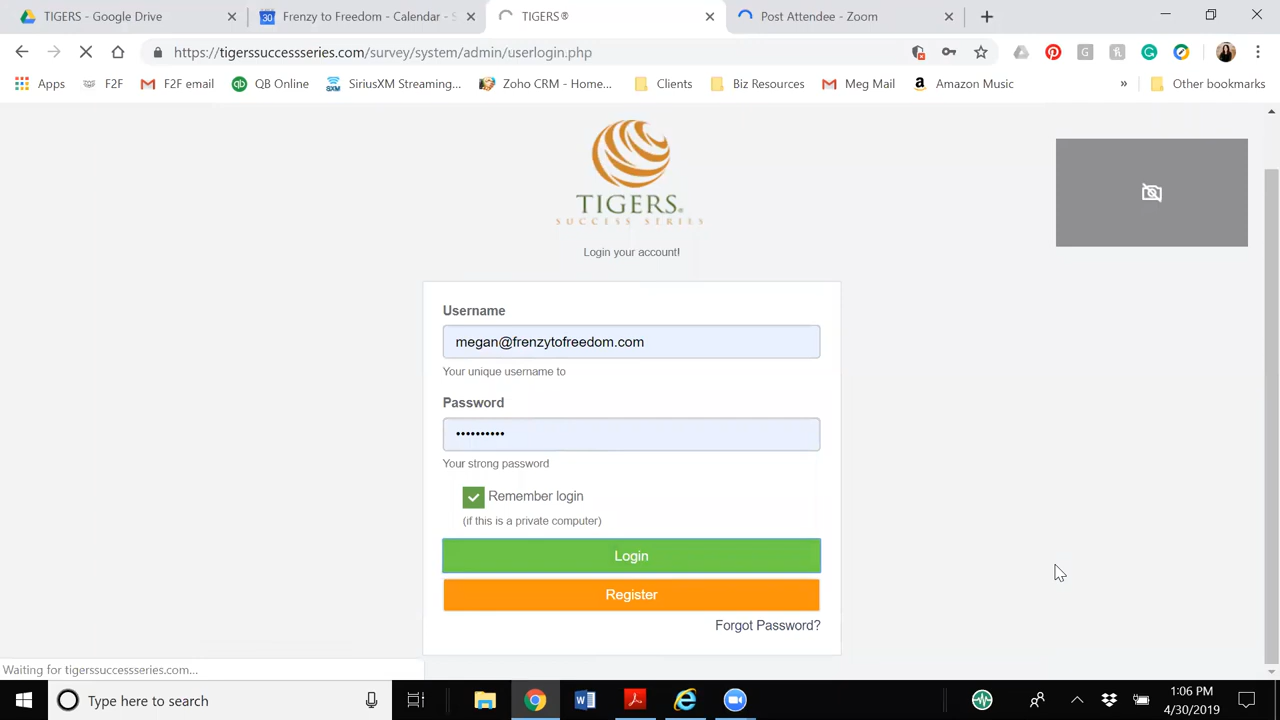 TIGERS - Google Drive
Frenzy to Freedom - Calendar - S
TIGERS®
Post Attendee - Zoom
https://tigerssuccessseries.com/survey/system/admin/userlogin.php
Apps
F2F
F2F email
QB Online
SiriusXM Streaming...
Zoho CRM - Home...
Clients
Biz Resources
Meg Mail
Amazon Music
»
Other bookmarks
TIGERS®
SUCCESS SERIES
Login your account!
Username
megan@frenzytofreedom.com
Your unique username to
Password
••••••••••
Your strong password
Remember login
(if this is a private computer)
Login
Register
Forgot Password?
Waiting for tigerssuccessseries.com...
Type here to search
1:06 PM
4/30/2019